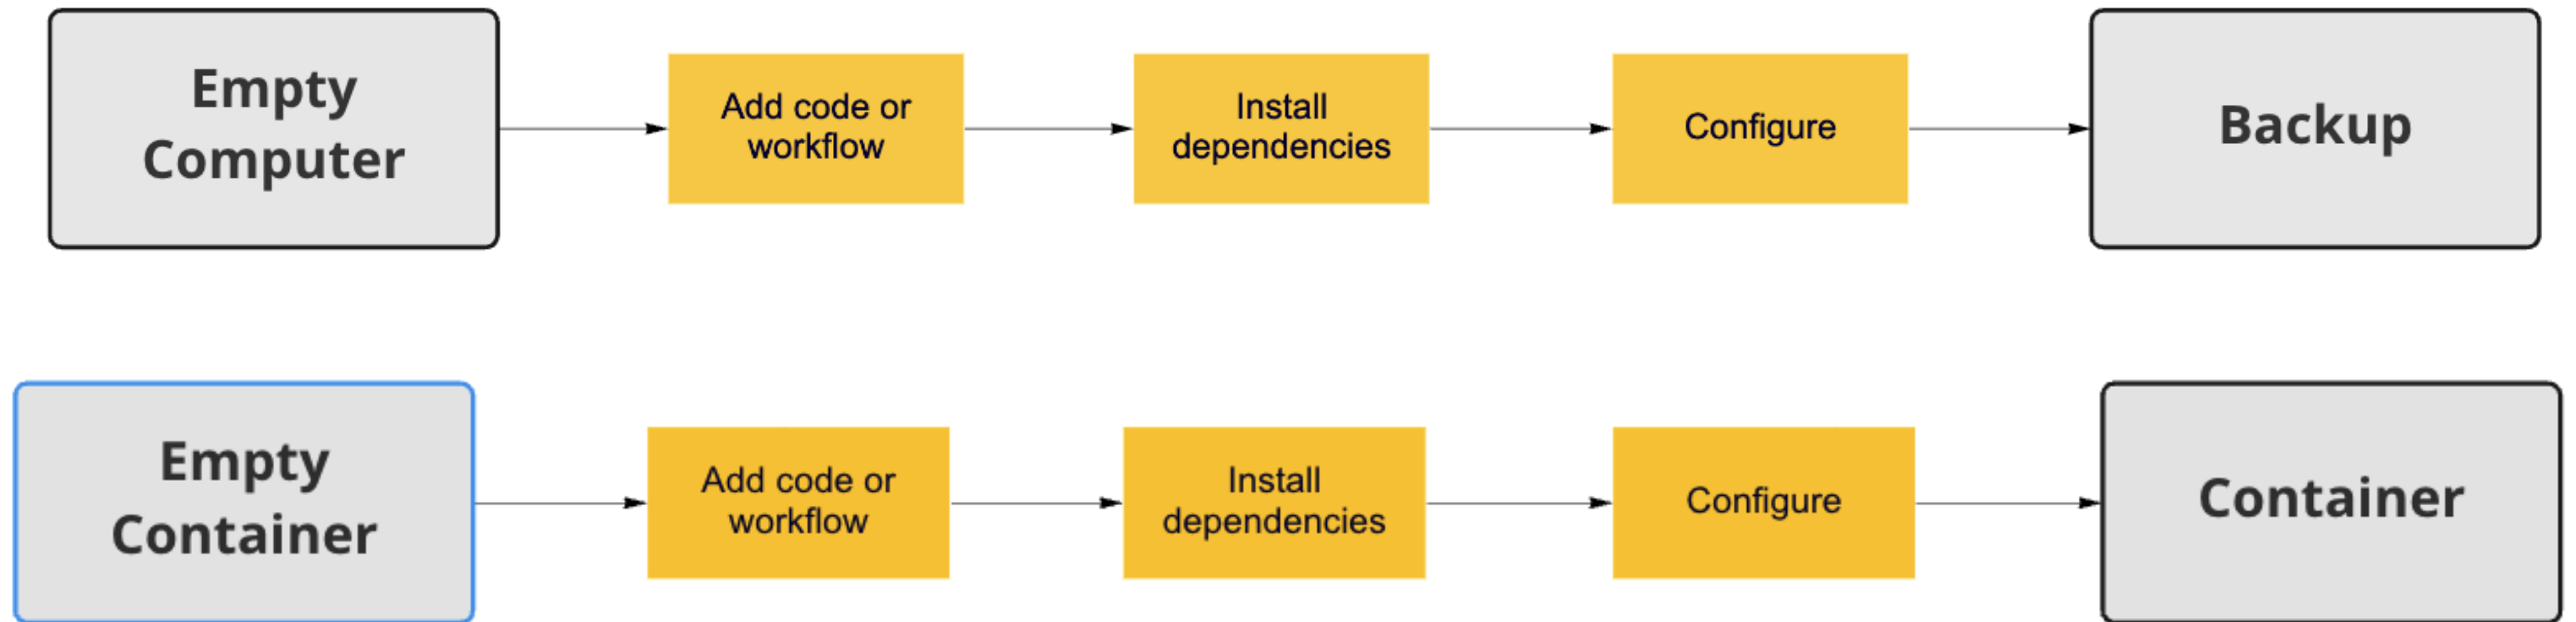 Empty
Computer
Add code or
workflow
Install
dependencies
Configure
Backup
Empty
Container
Add code or
workflow
Install
dependencies
Configure
Container